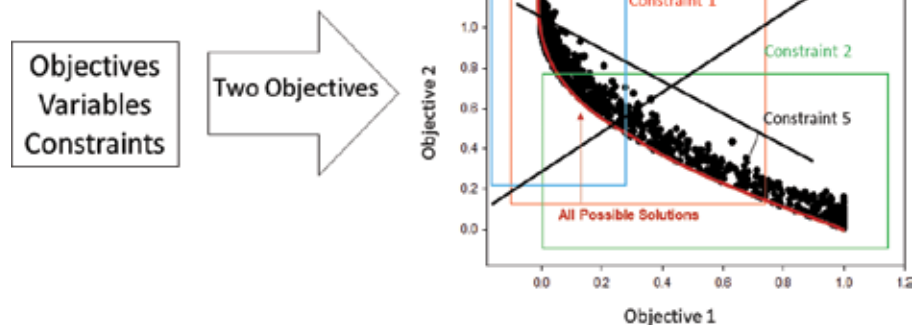 Objectives
Variables
Constraints
Two Objectives
Constraint 1
Constraint 2
Constraint 5
All Possible Solutions
Objective 2
1.0
0.8
0.6
0.4
0.2
0.0
0.0
0.2
0.4
0.6
0.8
1.0
1.2
Objective 1